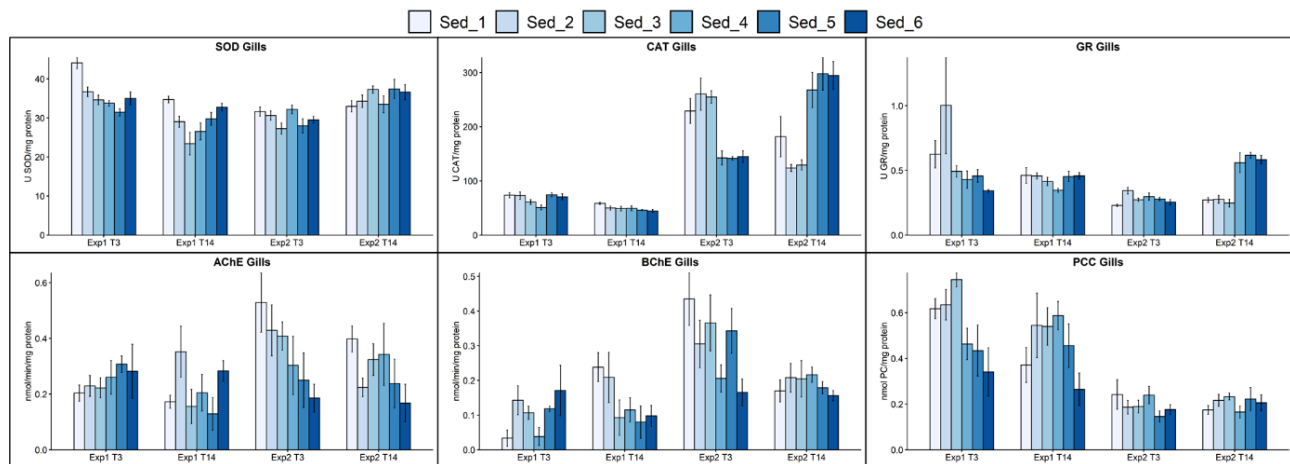 Sed_1 Sed_2 Sed_3 Sed_4 Sed_5 Sed_6
SOD Gills
U SOD/mg protein
40
30
20
10
0
Exp1 T3 Exp1 T14 Exp2 T3 Exp2 T14
CAT Gills
U CAT/mg protein
300
200
100
50
0
Exp1 T3 Exp1 T14 Exp2 T3 Exp2 T14
GR Gills
U GR/mg protein
1.0
0.5
0.0
Exp1 T3 Exp1 T14 Exp2 T3 Exp2 T14
AChE Gills
nmol/min/mg protein
0.6
0.4
0.2
0.0
Exp1 T3 Exp1 T14 Exp2 T3 Exp2 T14
BChE Gills
nmol/min/mg protein
0.5
0.4
0.3
0.2
0.1
0.0
Exp1 T3 Exp1 T14 Exp2 T3 Exp2 T14
PCC Gills
nmol PC/mg protein
0.6
0.4
0.2
0.0
Exp1 T3 Exp1 T14 Exp2 T3 Exp2 T14